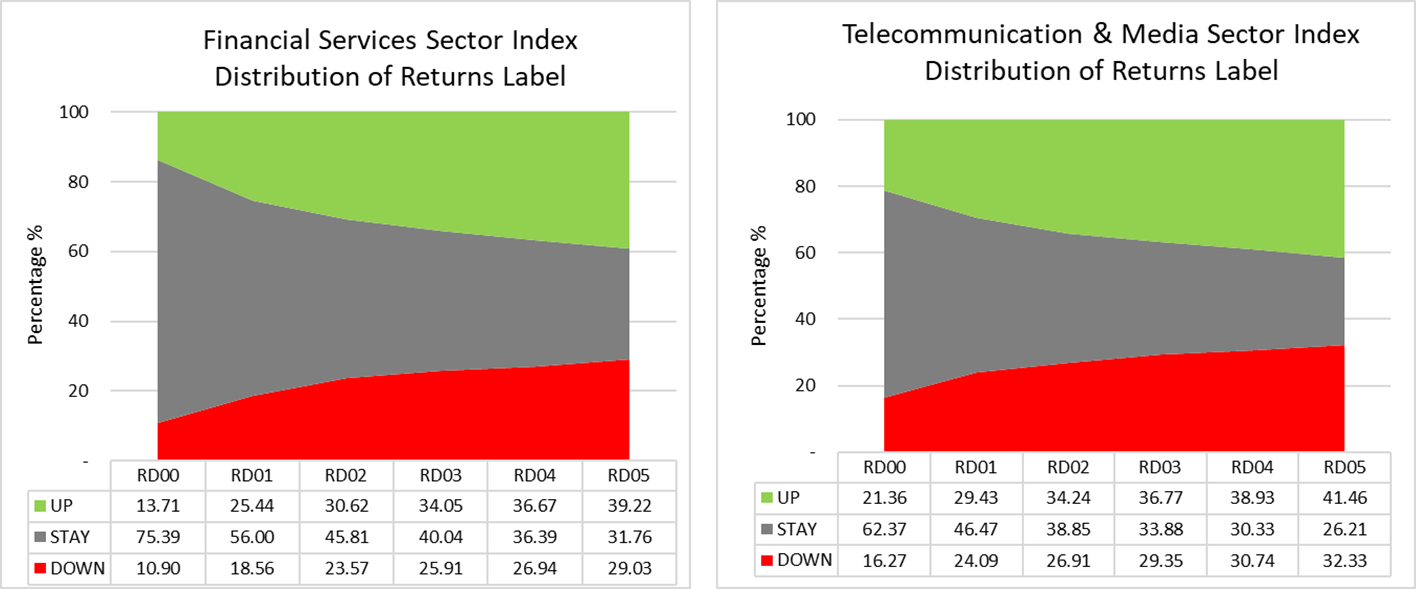 Financial Services Sector Index
Distribution of Returns Label
100
80
60
40
20
-
Percentage %
RD00 RD01 RD02 RD03 RD04 RD05
UP 13.71 25.44 30.62 34.05 36.67 39.22
STAY 75.39 56.00 45.81 40.04 36.39 31.76
DOWN 10.90 18.56 23.57 25.91 26.94 29.03
Telecommunication & Media Sector Index
Distribution of Returns Label
100
80
60
40
20
-
Percentage %
RD00 RD01 RD02 RD03 RD04 RD05
UP 21.36 29.43 34.24 36.77 38.93 41.46
STAY 62.37 46.47 38.85 33.88 30.33 26.21
DOWN 16.27 24.09 26.91 29.35 30.74 32.33